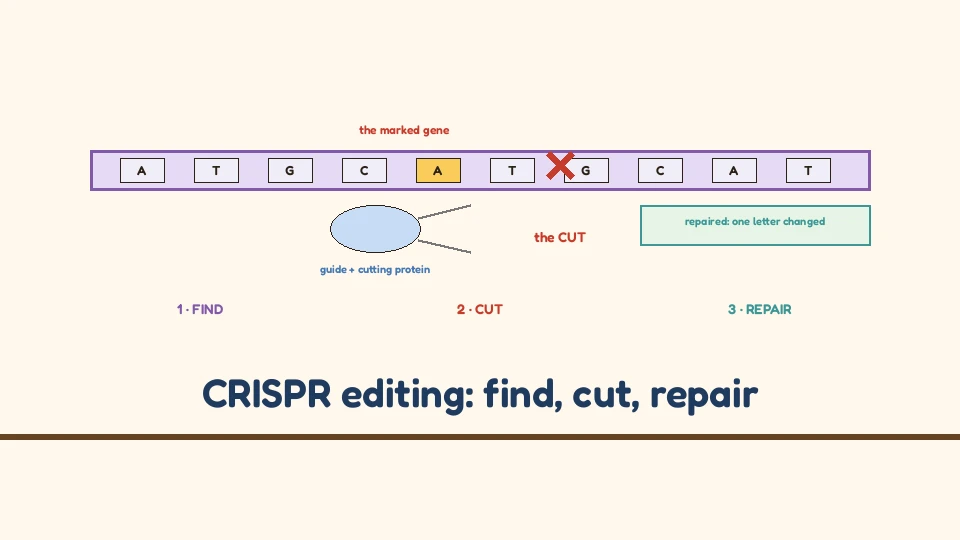 the marked gene
A T G C A T G C A T
repaired: one letter changed
the CUT
guide + cutting protein
1 · FIND 2 · CUT 3 · REPAIR
CRISPR editing: find, cut, repair